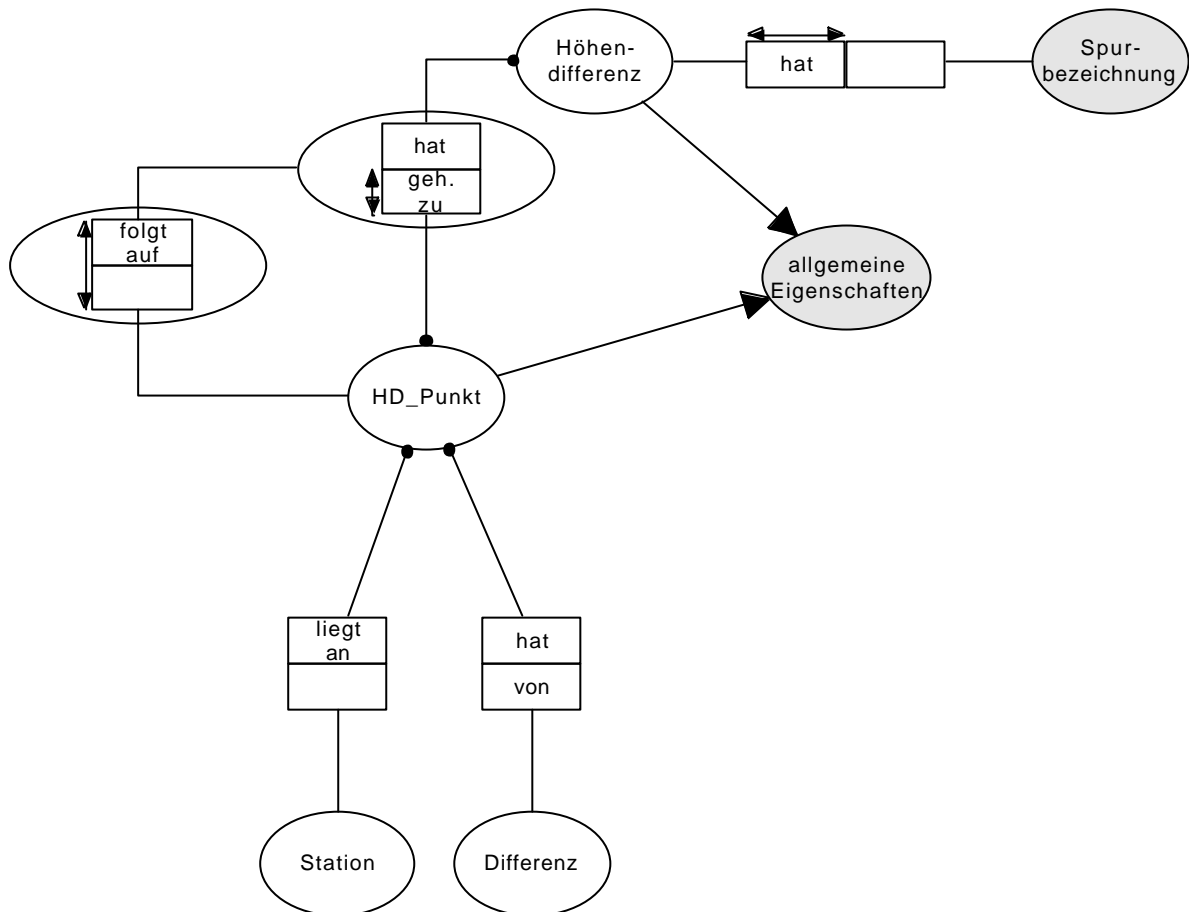 Höhen-
differenz
hat
Spur-
bezeichnung
hat
geh.
zu
folgt
auf
allgemeine
Eigenschaften
HD_Punkt
liegt
an
hat
von
Station
Differenz